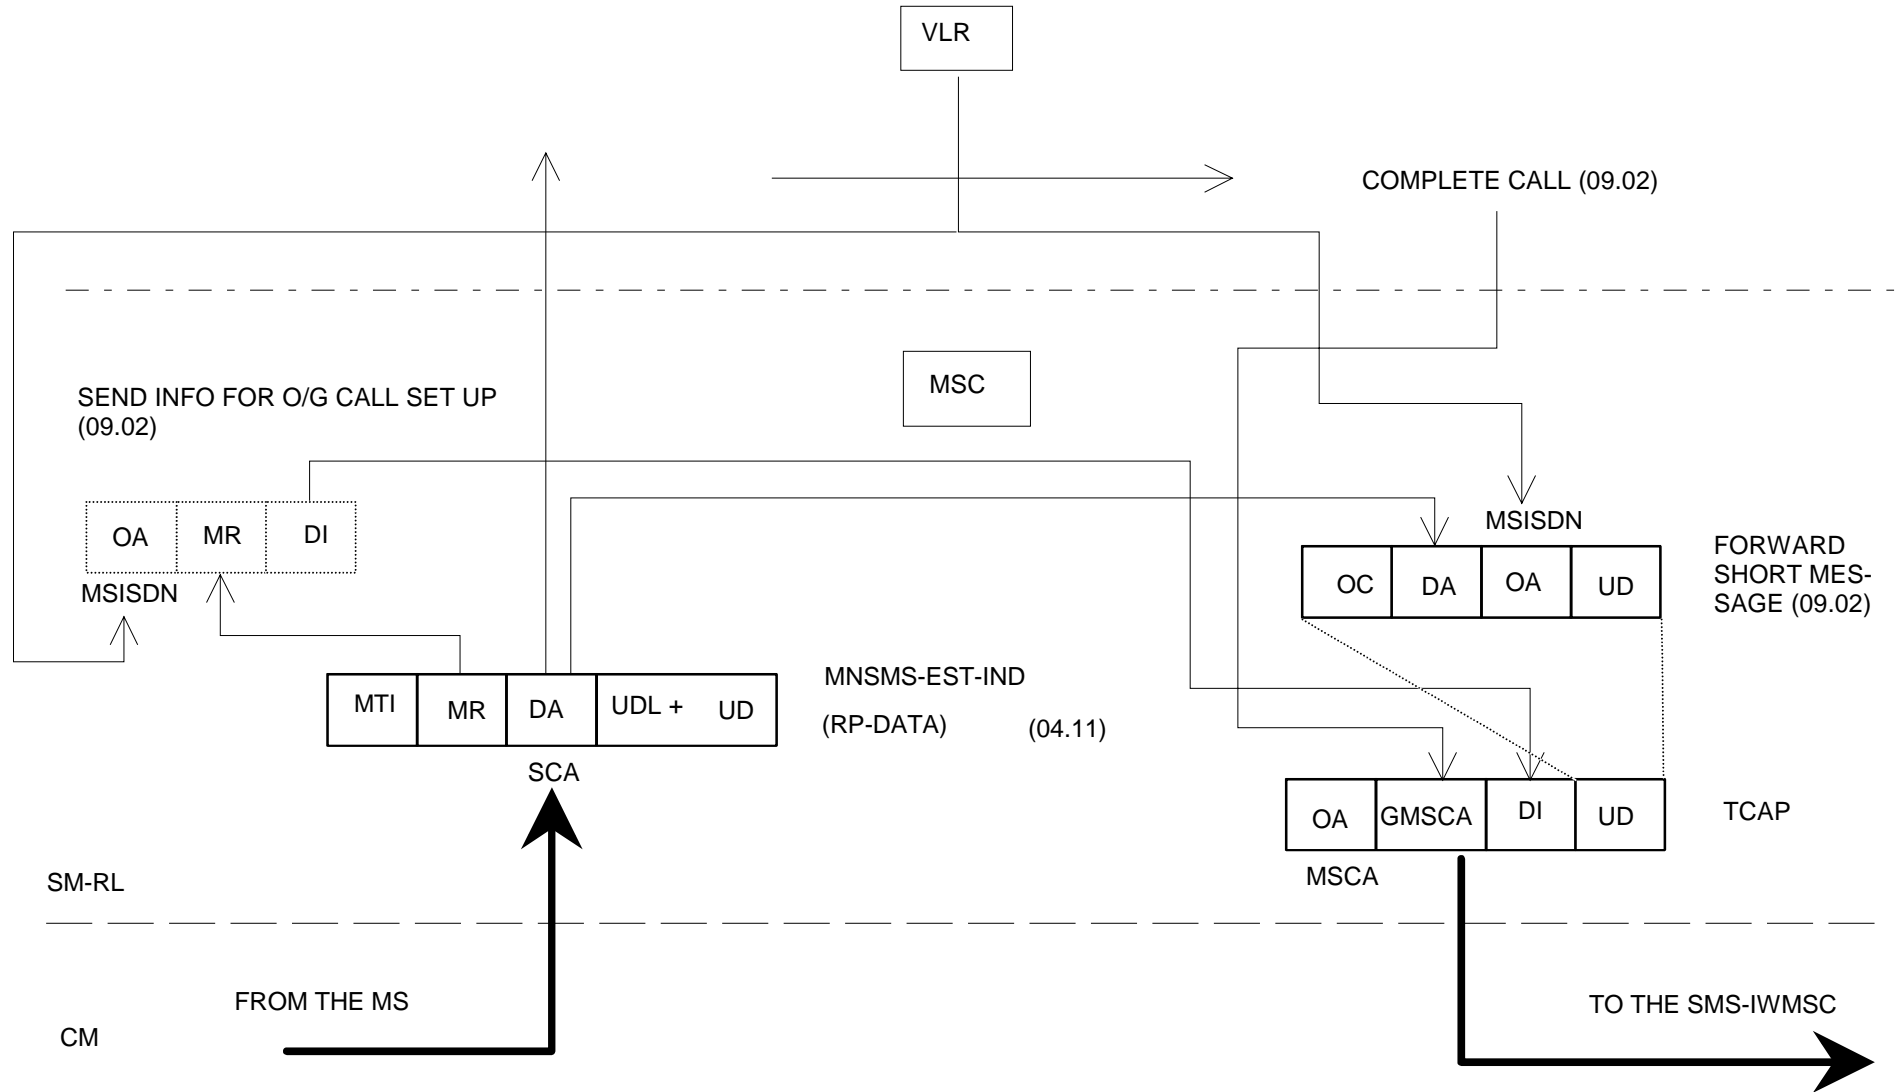 VLR
COMPLETE CALL (09.02)
MSC
SEND INFO FOR O/G CALL SET UP
(09.02)
OA MR DI
MSISDN
MSISDN
OC DA OA UD
FORWARD
SHORT MES-
SAGE (09.02)
MTI MR DA UDL + UD
MNSMS-EST-IND
(RP-DATA) (04.11)
SCA
OA GMSCA DI UD
TCAP
MSCA
SM-RL
FROM THE MS
TO THE SMS-IWMSC
CM